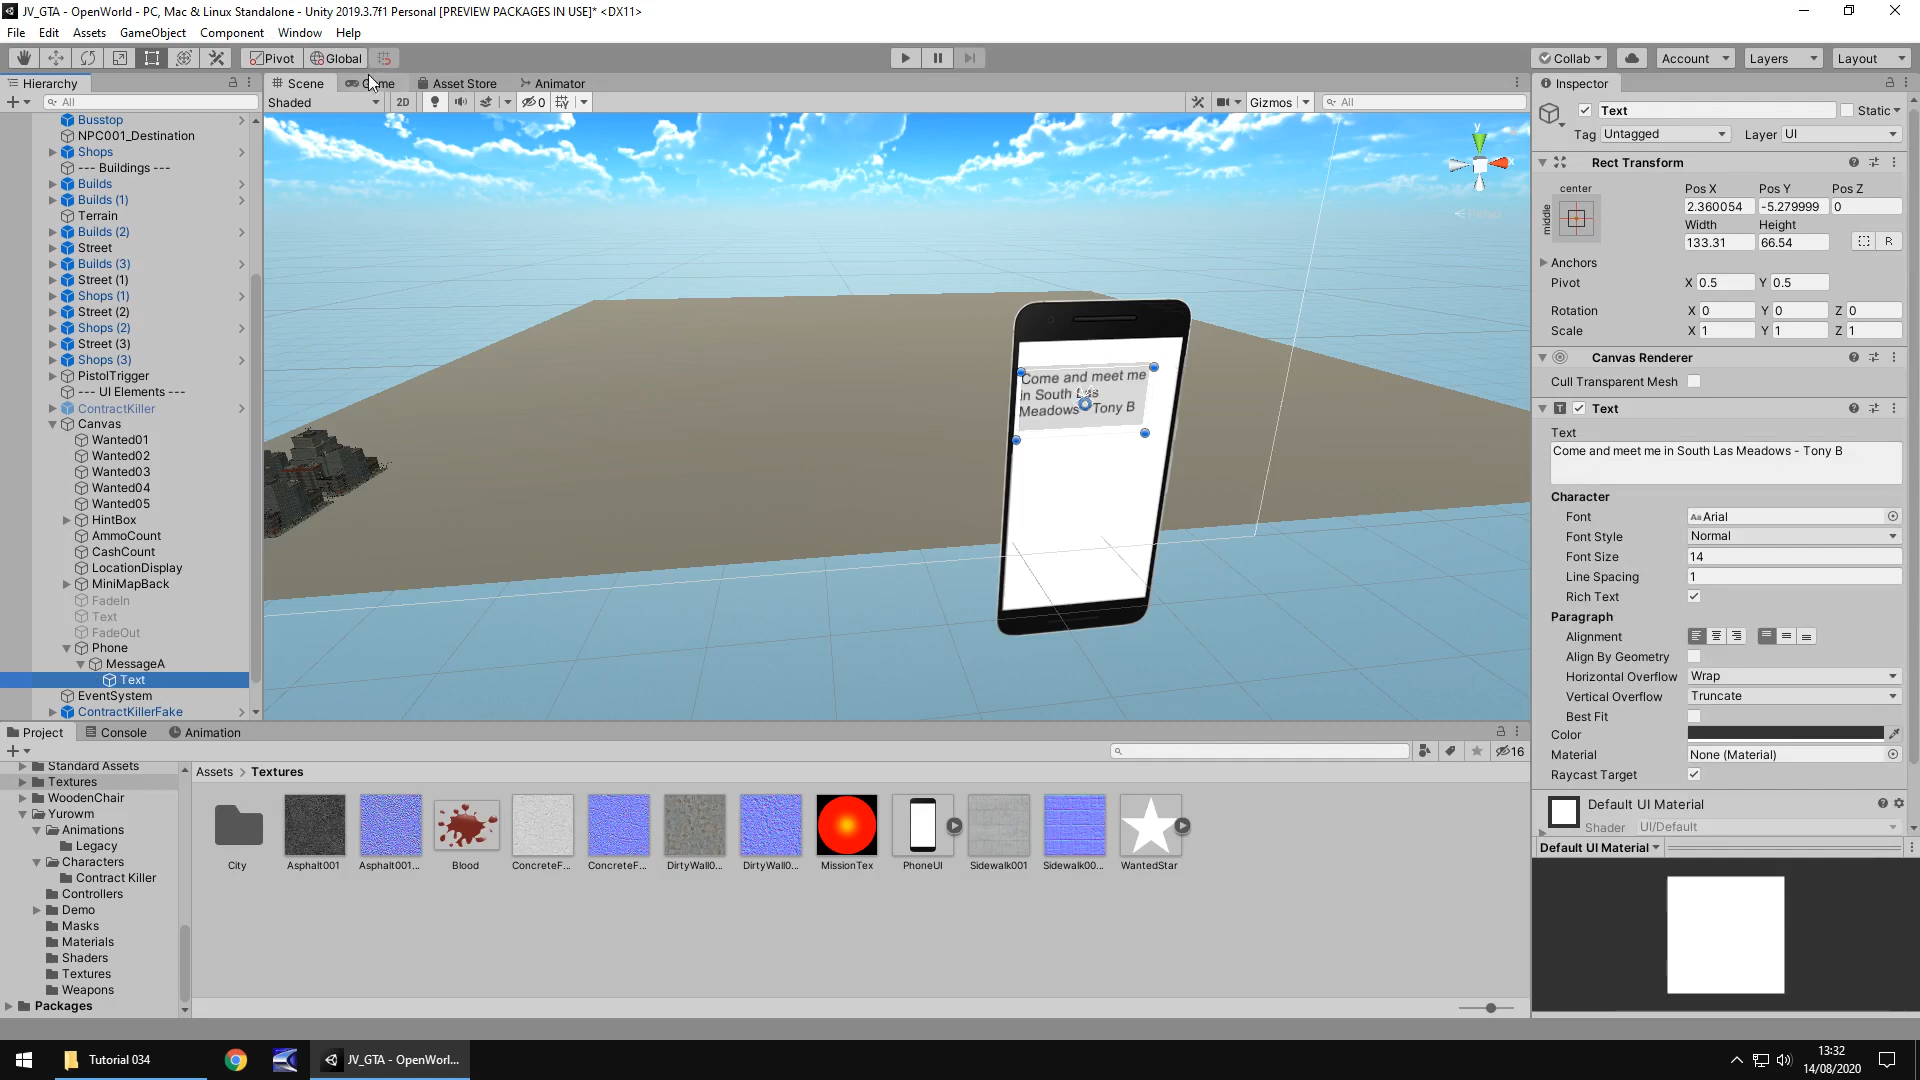 JV_GTA - OpenWorld - PC, Mac & Linux Standalone - Unity 2019.3.7f1 Personal [PREVIEW PACKAGES IN USE]* <DX11>
File Edit Assets GameObject Component Window Help
Pivot Global Collab Account Layers Layout
Hierarchy
All
Busstop
NPC001_Destination
Shops
--- Buildings ---
Builds
Builds (1)
Terrain
Builds (2)
Street
Builds (3)
Street (1)
Shops (1)
Street (2)
Shops (2)
Street (3)
Shops (3)
PistolTrigger
--- UI Elements ---
ContractKiller
Canvas
Wanted01
Wanted02
Wanted03
Wanted04
Wanted05
HintBox
AmmoCount
CashCount
LocationDisplay
MiniMapBack
FadeIn
Text
FadeOut
Phone
MessageA
Text
EventSystem
ContractKillerFake
Scene Game Asset Store Animator
Shaded 2D 0 Gizmos All
y
Persp
Come and meet me
in South Las
Meadows - Tony B
Inspector
Text Static
Tag Untagged Layer UI
Rect Transform
center
middle
Pos X Pos Y Pos Z
2.360054 -5.279999 0
Width Height
133.31 66.54 R
Anchors
Pivot X 0.5 Y 0.5
Rotation X 0 Y 0 Z 0
Scale X 1 Y 1 Z 1
Canvas Renderer
Cull Transparent Mesh
Text
Text
Come and meet me in South Las Meadows - Tony B
Character
Font Aa Arial
Font Style Normal
Font Size 14
Line Spacing 1
Rich Text
Paragraph
Alignment
Align By Geometry
Horizontal Overflow Wrap
Vertical Overflow Truncate
Best Fit
Color
Material None (Material)
Raycast Target
Default UI Material
Shader UI/Default
Default UI Material
Project Console Animation
16
Standard Assets
Textures
WoodenChair
Yurowm
Animations
Legacy
Characters
Contract Killer
Controllers
Demo
Masks
Materials
Shaders
Textures
Weapons
Packages
Assets > Textures
City Asphalt001 Asphalt001... Blood ConcreteF... ConcreteF... DirtyWall0... DirtyWall0... MissionTex PhoneUI Sidewalk001 Sidewalk00... WantedStar
Tutorial 034 JV_GTA - OpenWorl...
13:32
14/08/2020